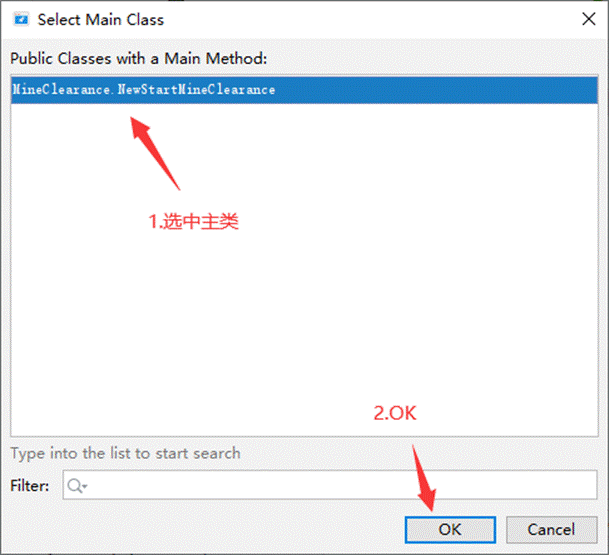 Select Main Class
Public Classes with a Main Method:
MineClearance.NewStartMineClearance
1.选中主类
2.OK
Type into the list to start search
Filter:
OK
Cancel